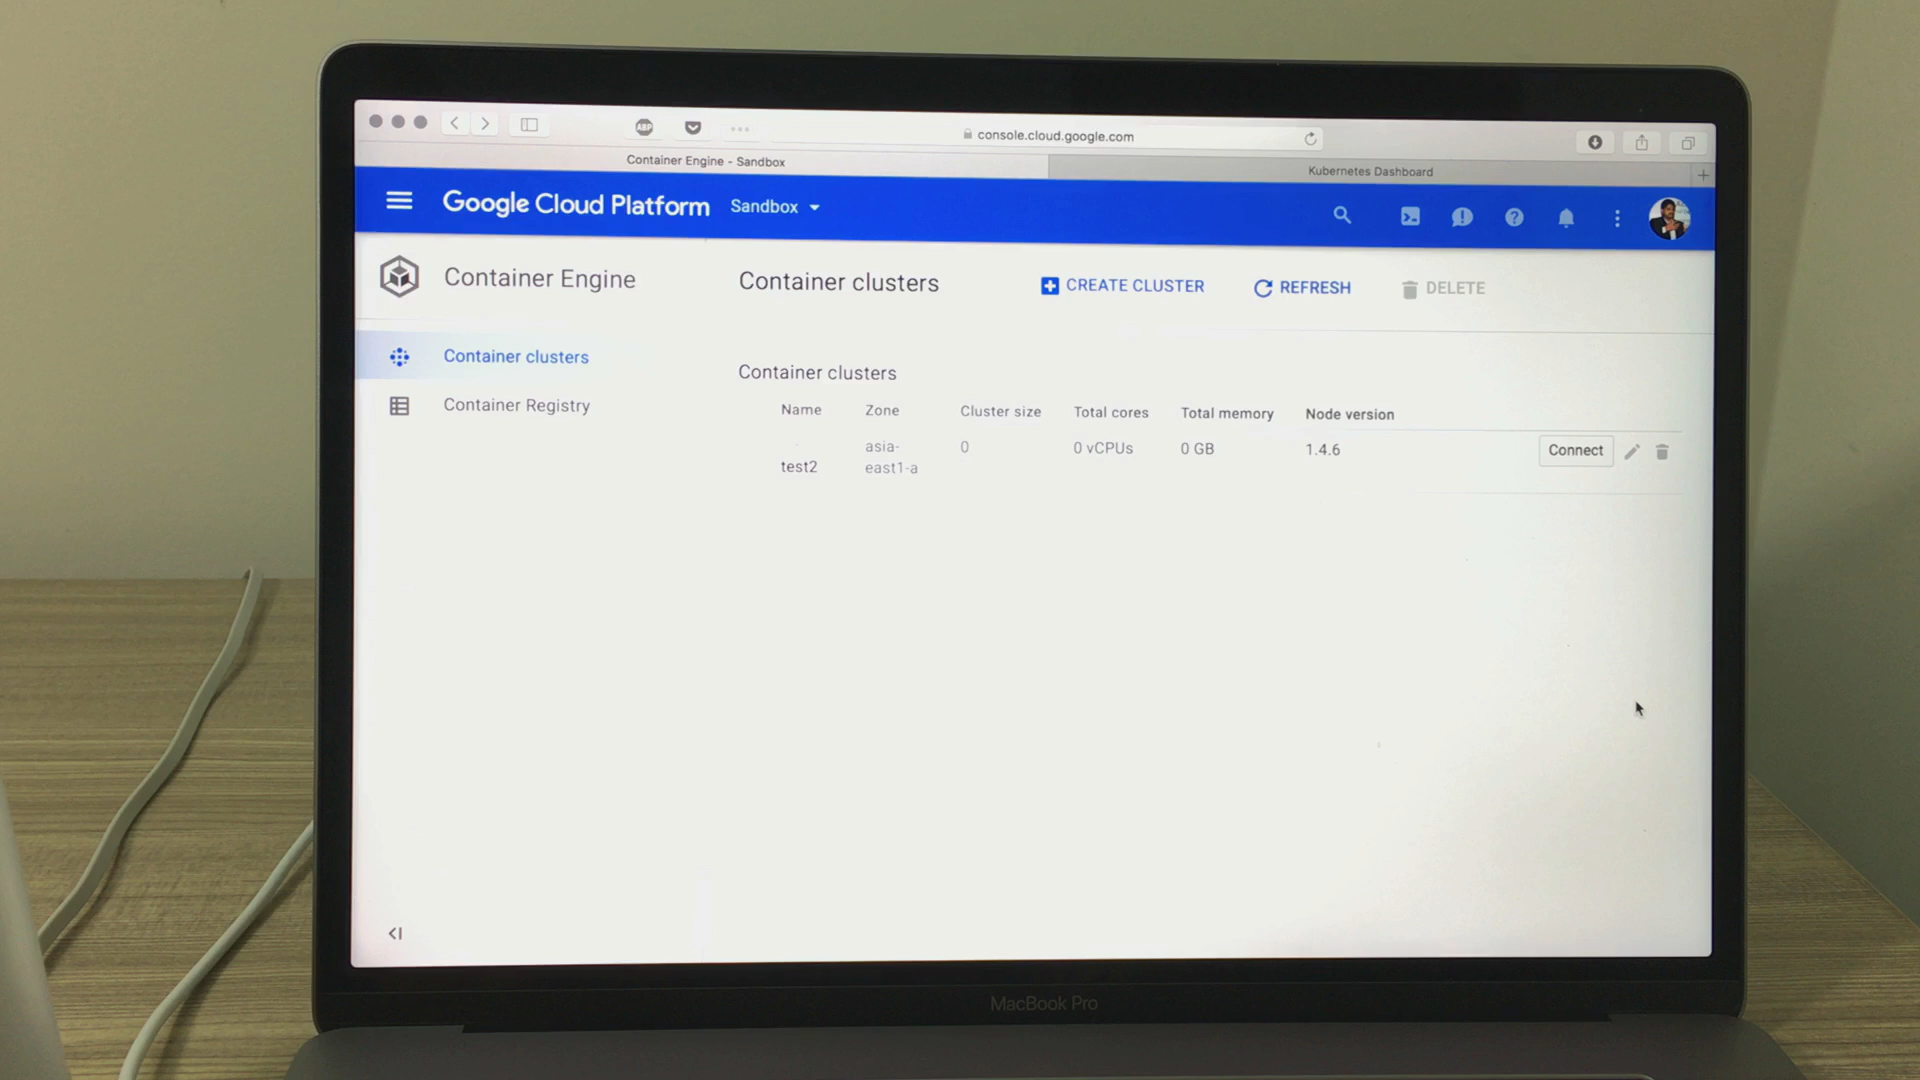 ABP
console.cloud.google.com
Container Engine - Sandbox
Kubernetes Dashboard
Google Cloud Platform
Sandbox
Container Engine
Container clusters
CREATE CLUSTER
REFRESH
DELETE
Container clusters
Container Registry
Container clusters
Name Zone Cluster size Total cores Total memory Node version
test2 asia-
east1-a 0 0 vCPUs 0 GB 1.4.6 Connect
MacBook Pro